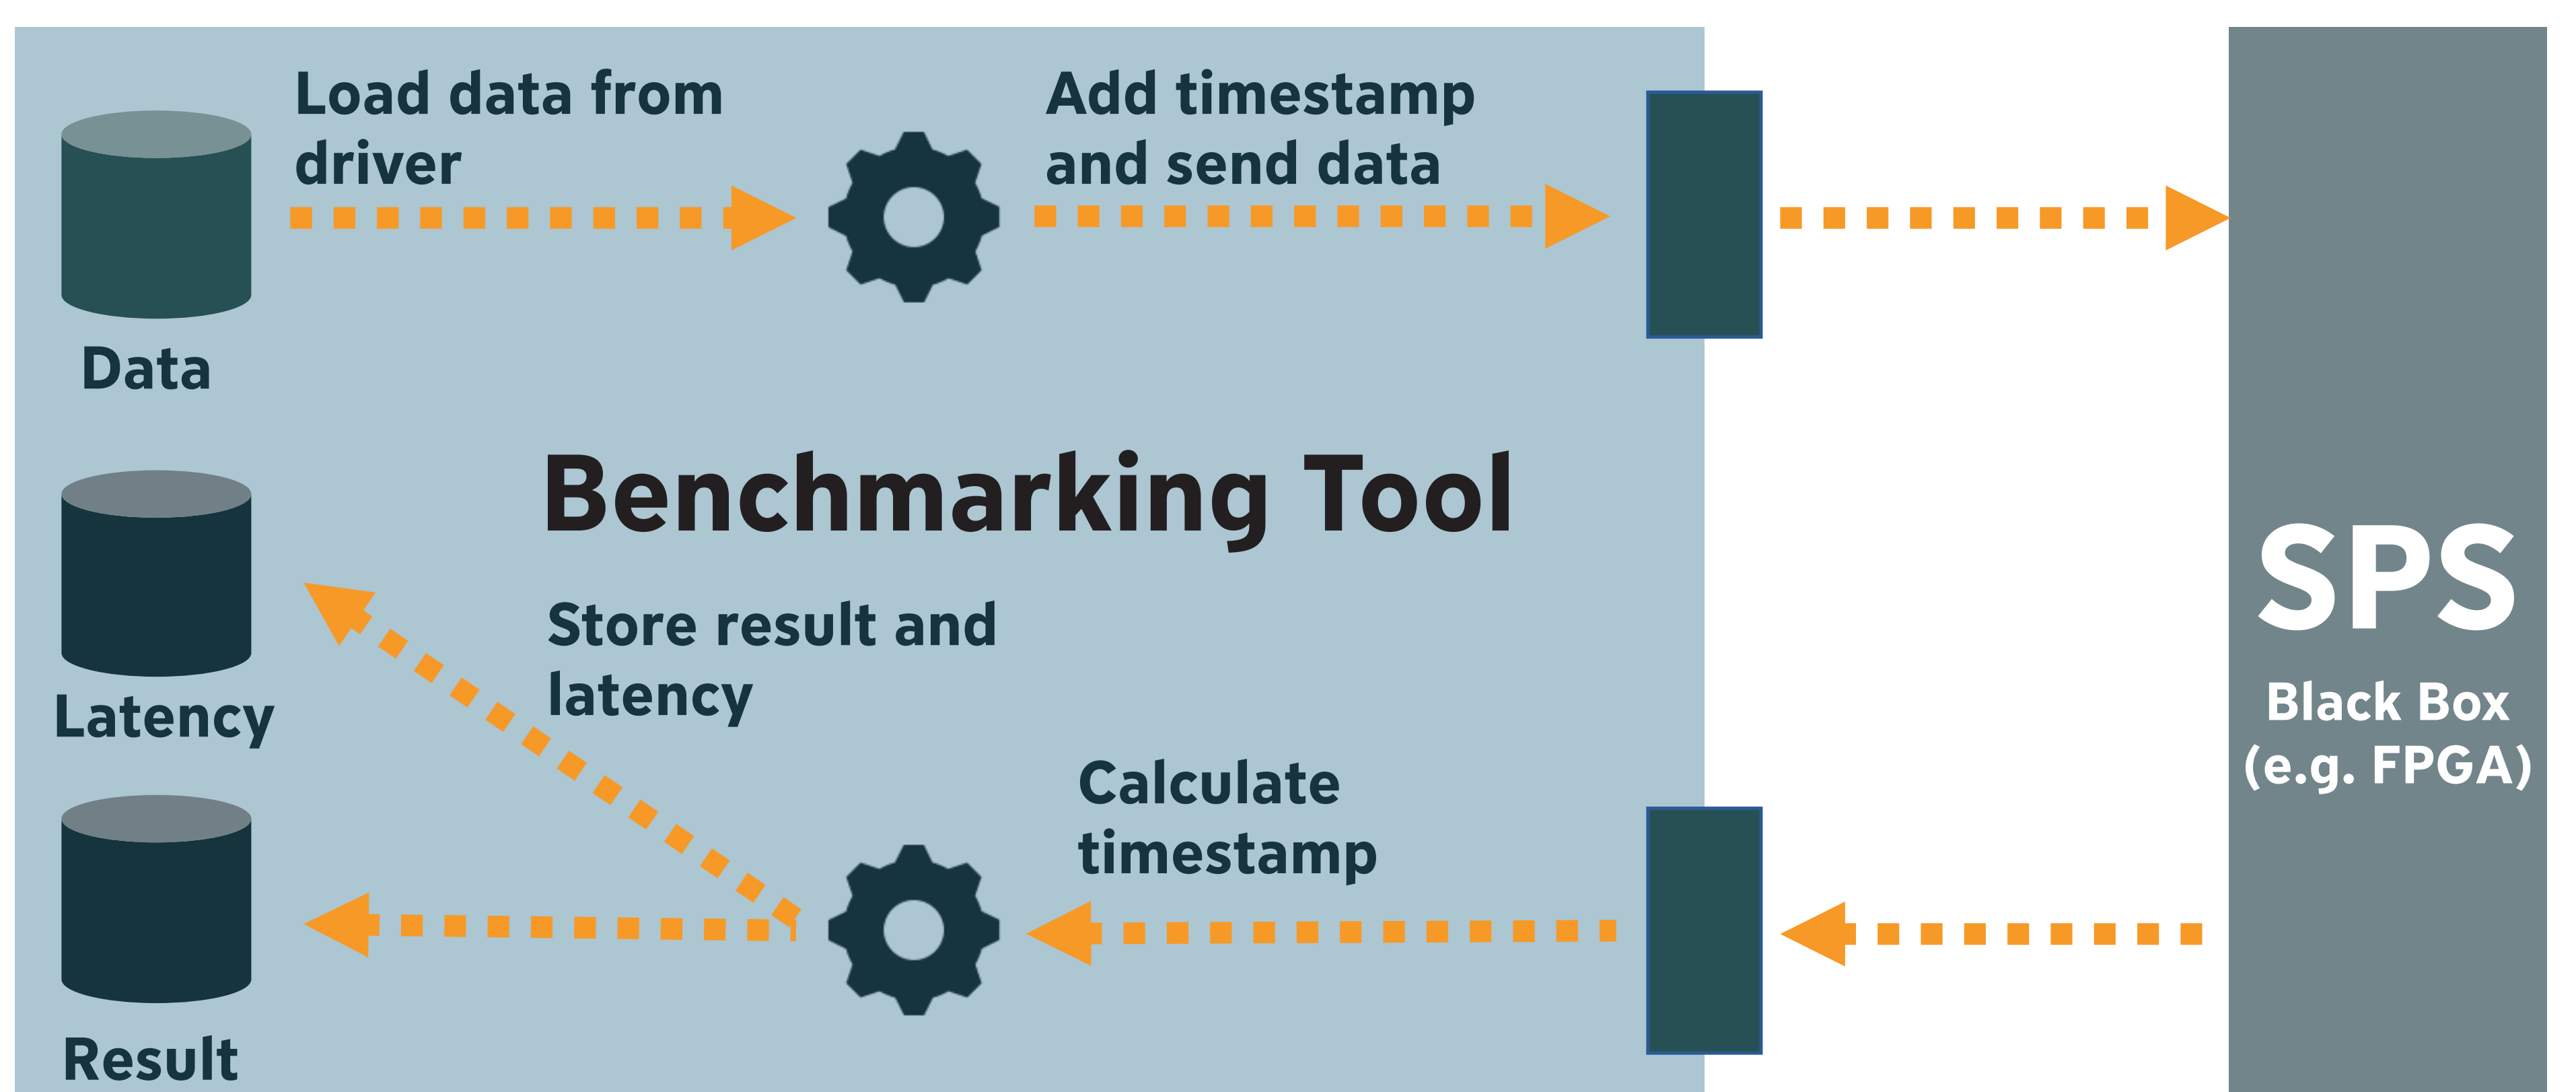 Load data from
driver
Add timestamp
and send data
Data
Benchmarking Tool
Store result and
latency
Latency
Calculate
timestamp
Result
SPS
Black Box
(e.g. FPGA)